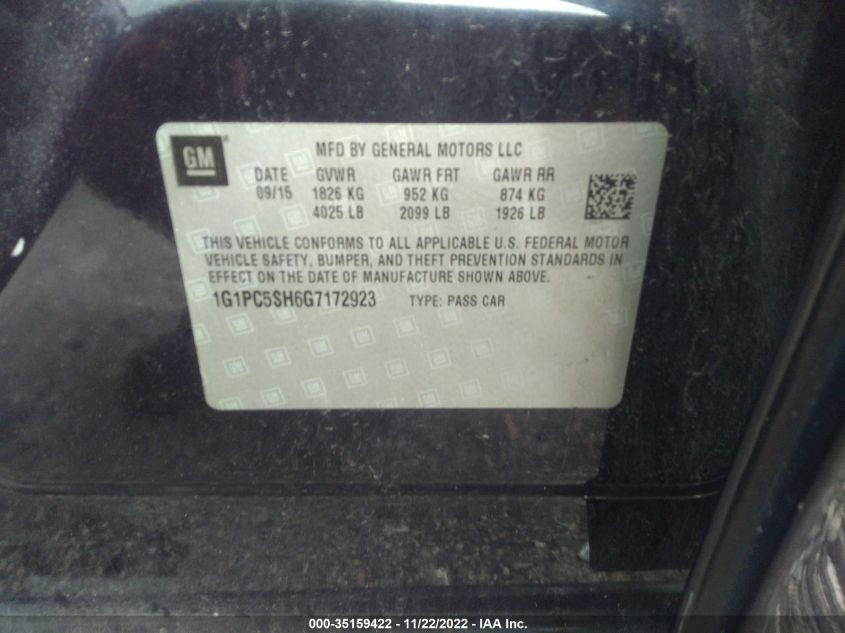 GM
MFD BY GENERAL MOTORS LLC
DATE GVWR GAWR FRT GAWR RR
09/15 1826 KG 952 KG 874 KG
4025 LB 2099 LB 1926 LB
THIS VEHICLE CONFORMS TO ALL APPLICABLE U.S. FEDERAL MOTOR
VEHICLE SAFETY, BUMPER, AND THEFT PREVENTION STANDARDS IN
EFFECT ON THE DATE OF MANUFACTURE SHOWN ABOVE.
1G1PC5SH6G7172923 TYPE: PASS CAR
000-35159422 - 11/22/2022 - IAA Inc.